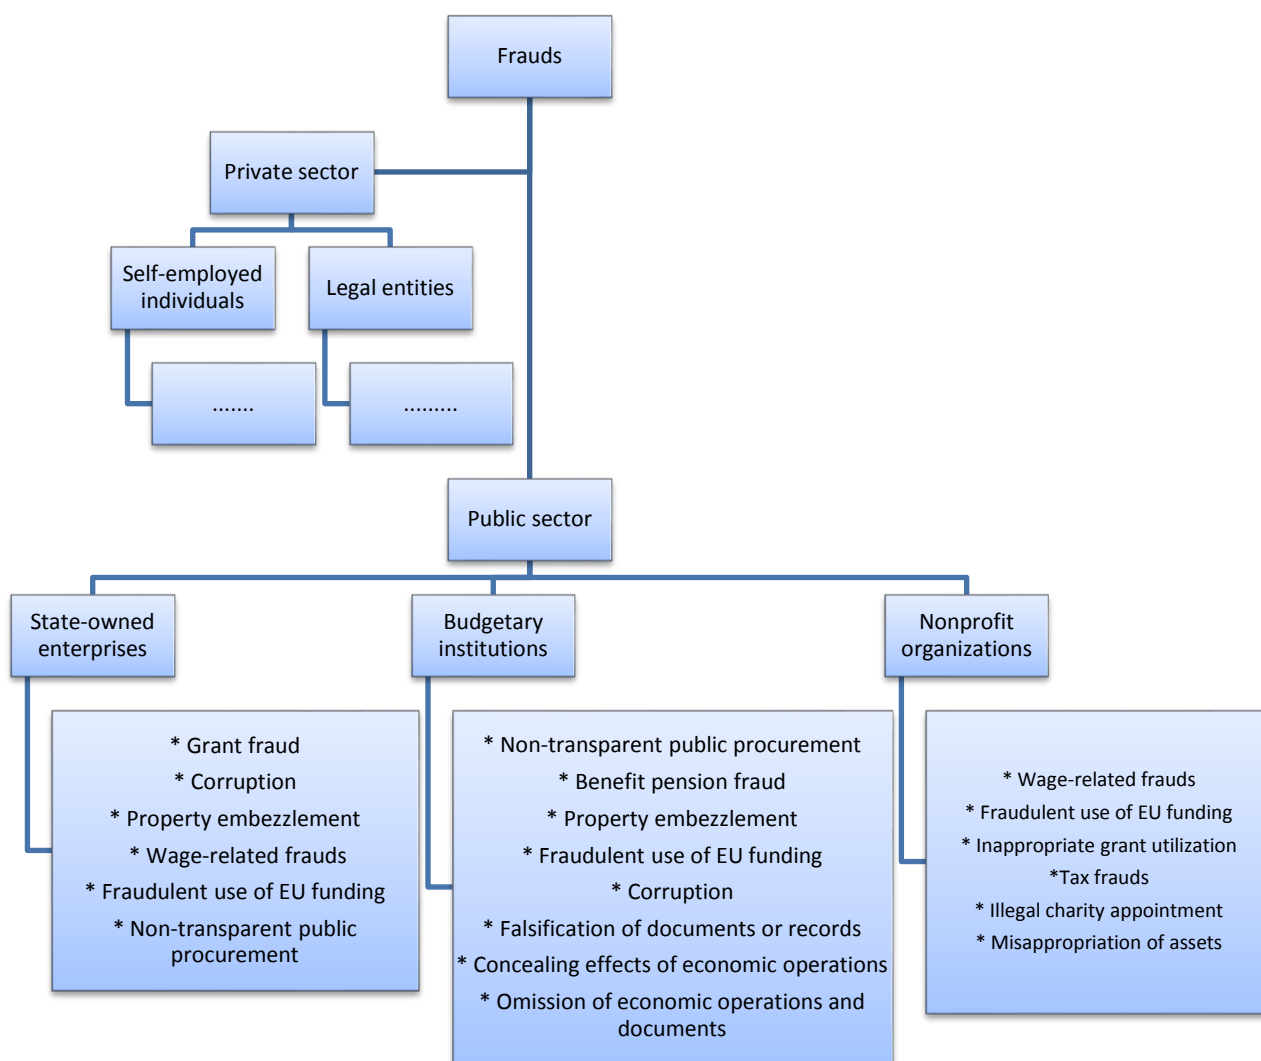 Frauds
Private sector
Self-employed
individuals
Legal entities
.......
.........
Public sector
State-owned
enterprises
Budgetary
institutions
Nonprofit
organizations
* Grant fraud
* Corruption
* Property embezzlement
* Wage-related frauds
* Fraudulent use of EU funding
* Non-transparent public
procurement
* Non-transparent public procurement
* Benefit pension fraud
* Property embezzlement
* Fraudulent use of EU funding
* Corruption
* Falsification of documents or records
* Concealing effects of economic operations
* Omission of economic operations and
documents
* Wage-related frauds
* Fraudulent use of EU funding
* Inappropriate grant utilization
*Tax frauds
* Illegal charity appointment
* Misappropriation of assets